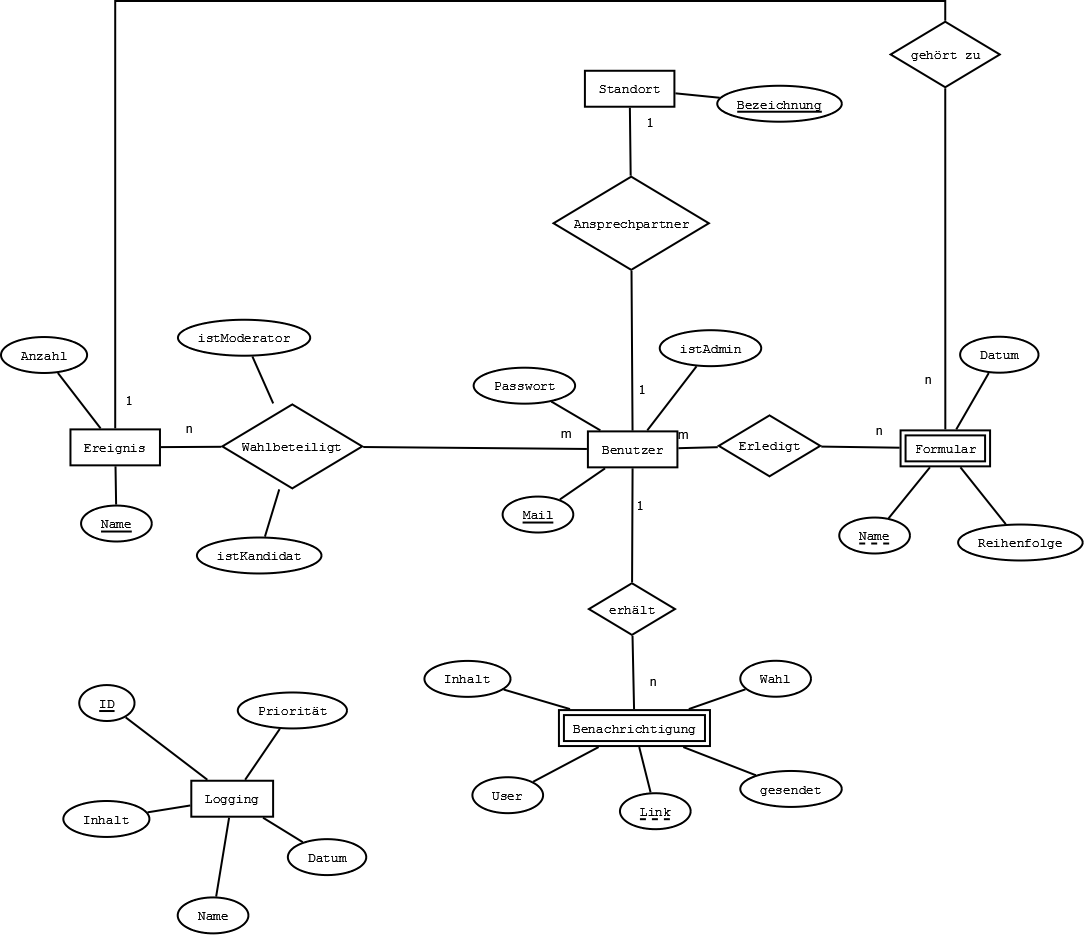 gehört zu
Standort
Bezeichnung
1
Ansprechpartner
istModerator
istAdmin
Anzahl
Datum
Passwort
n
1
1
n
m
m
n
Ereignis
Wahlbeteiligt
Benutzer
Erledigt
Formular
1
Mail
Name
Name
Reihenfolge
istKandidat
erhält
Inhalt
n
Wahl
ID
Priorität
Benachrichtigung
User
Link
gesendet
Logging
Inhalt
Datum
Name